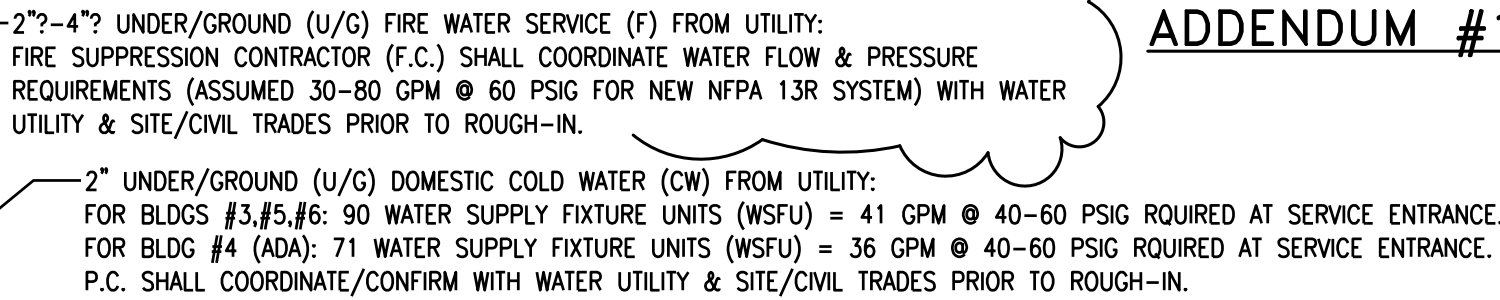 2"?-4"? UNDER/GROUND (U/G) FIRE WATER SERVICE (F) FROM UTILITY:
FIRE SUPPRESSION CONTRACTOR (F.C.) SHALL COORDINATE WATER FLOW & PRESSURE
REQUIREMENTS (ASSUMED 30-80 GPM @ 60 PSIG FOR NEW NFPA 13R SYSTEM) WITH WATER
UTILITY & SITE/CIVIL TRADES PRIOR TO ROUGH-IN.
ADDENDUM #
2" UNDER/GROUND (U/G) DOMESTIC COLD WATER (CW) FROM UTILITY:
FOR BLDGS #3,#5,#6: 90 WATER SUPPLY FIXTURE UNITS (WSFU) = 41 GPM @ 40-60 PSIG RQUIRED AT SERVICE ENTRANCE.
FOR BLDG #4 (ADA): 71 WATER SUPPLY FIXTURE UNITS (WSFU) = 36 GPM @ 40-60 PSIG RQUIRED AT SERVICE ENTRANCE.
P.C. SHALL COORDINATE/CONFIRM WITH WATER UTILITY & SITE/CIVIL TRADES PRIOR TO ROUGH-IN.